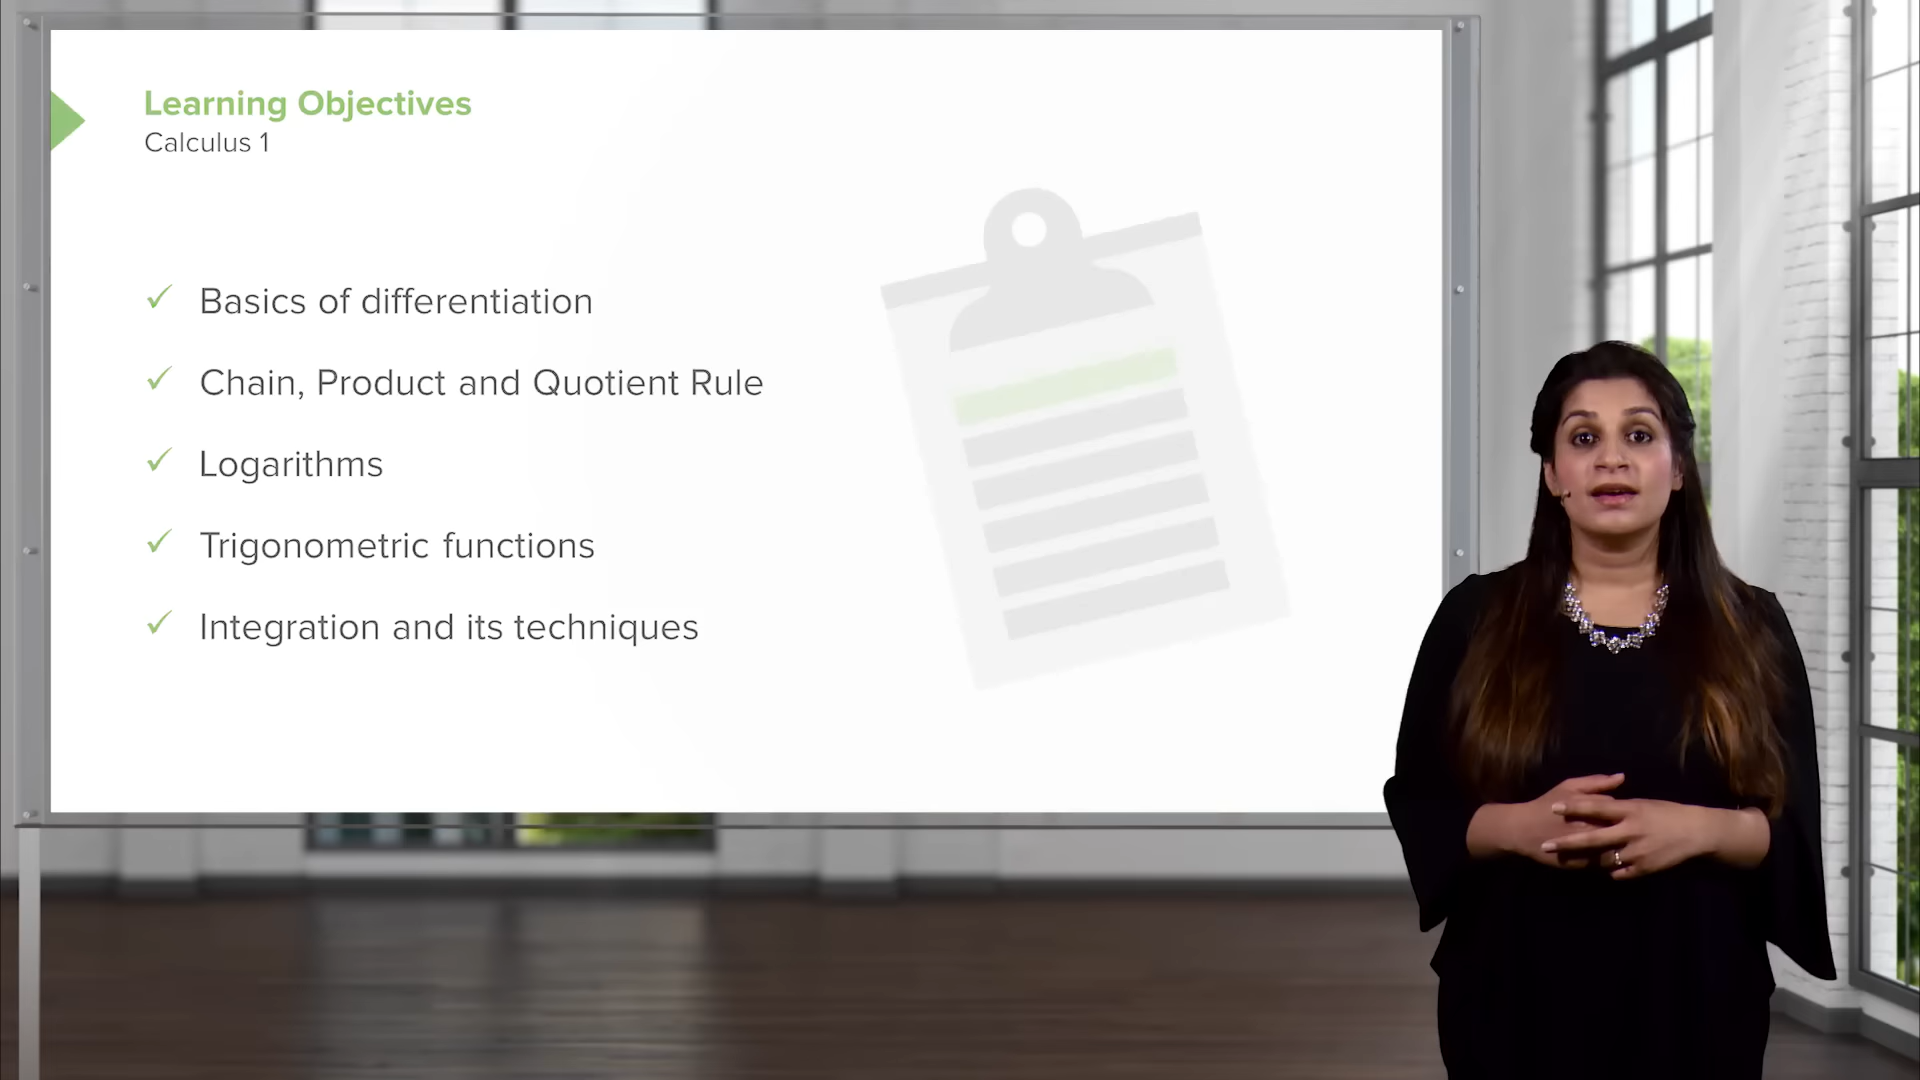 Learning Objectives
Calculus 1
Basics of differentiation
Chain, Product and Quotient Rule
Logarithms
Trigonometric functions
Integration and its techniques